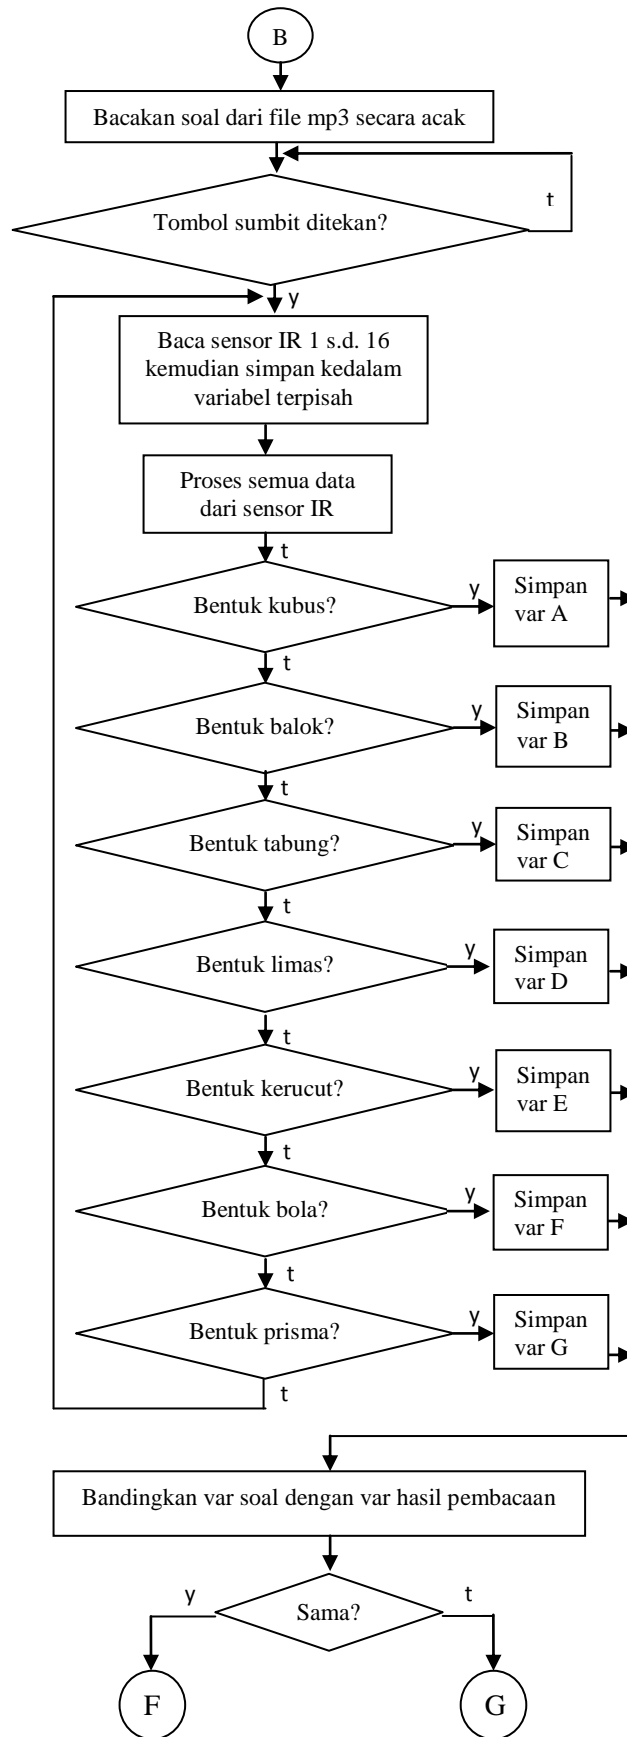 B
Bacakan soal dari file mp3 secara acak
t
Tombol sumbit ditekan?
y
Baca sensor IR 1 s.d. 16
kemudian simpan kedalam
variabel terpisah
Proses semua data
dari sensor IR
t
Bentuk kubus?
y
Simpan
var A
t
Bentuk balok?
y
Simpan
var B
t
Bentuk tabung?
y
Simpan
var C
t
Bentuk limas?
y
Simpan
var D
t
Bentuk kerucut?
y
Simpan
var E
t
Bentuk bola?
y
Simpan
var F
t
Bentuk prisma?
y
Simpan
var G
t
Bandingkan var soal dengan var hasil pembacaan
y
Sama?
t
F
G